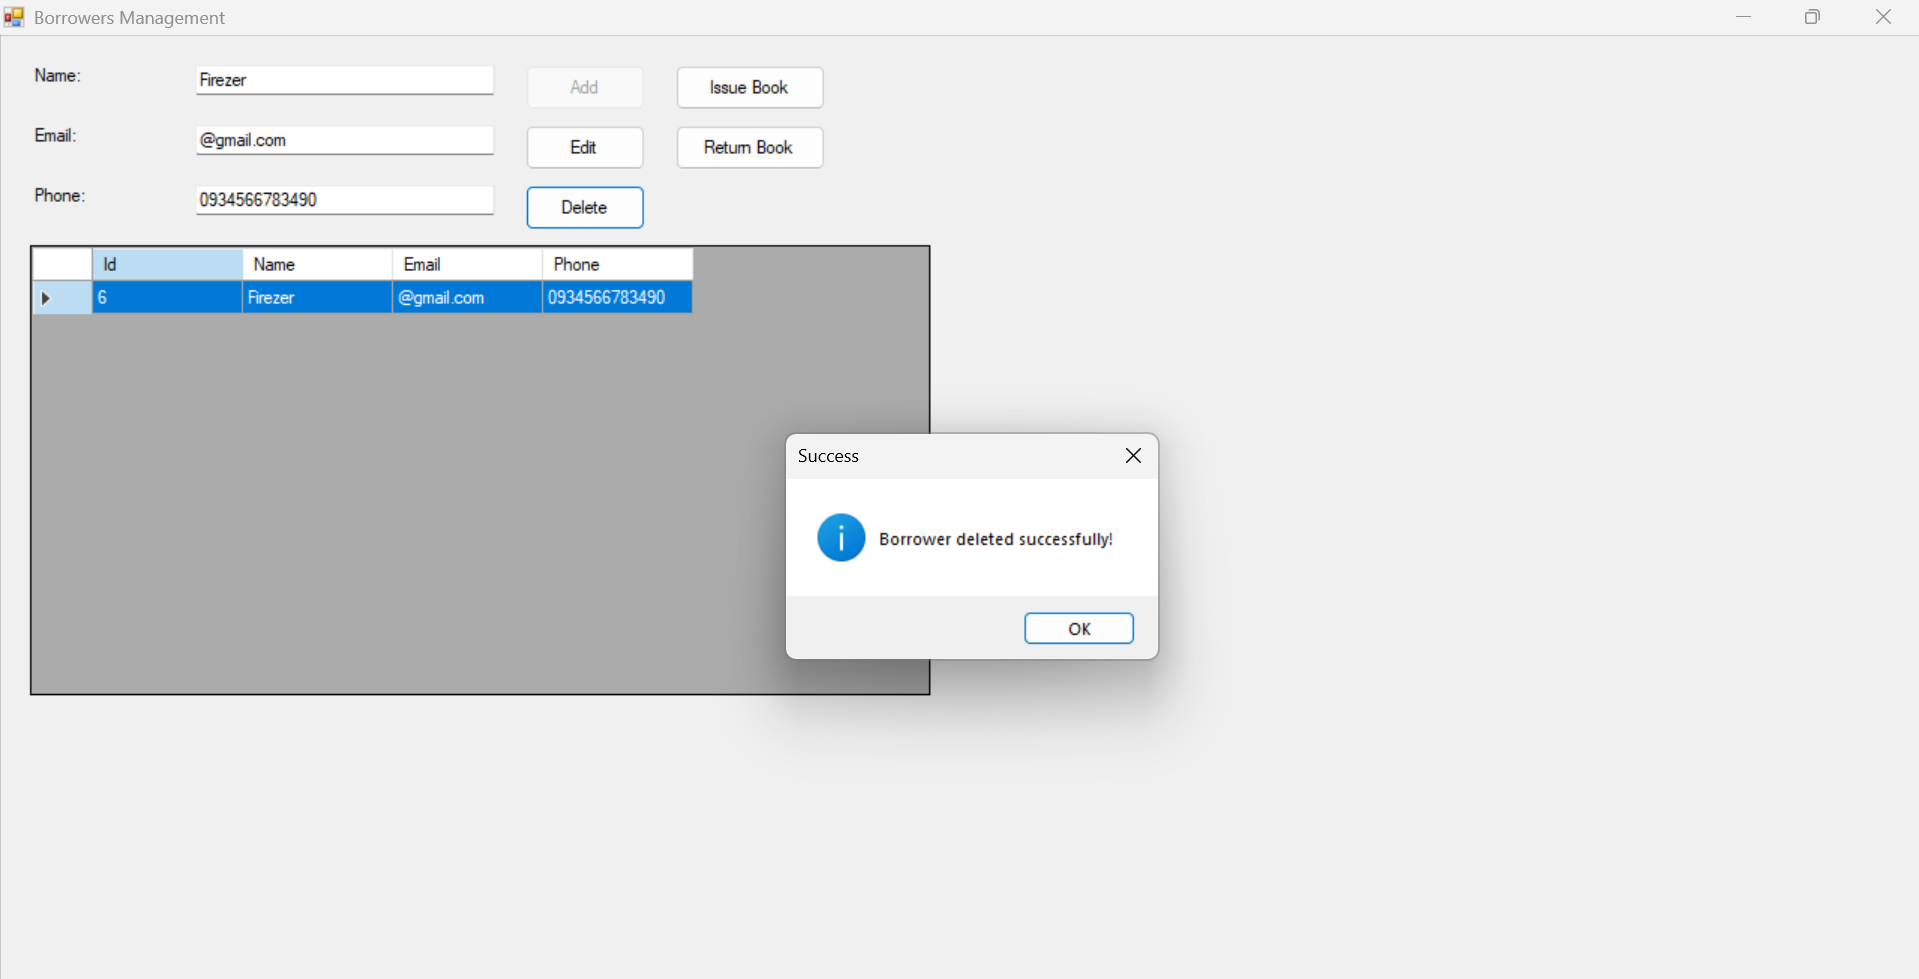 Borrowers Management
Name: Firezer Add Issue Book
Email: @gmail.com Edit Return Book
Phone: 0934566783490 Delete
Id Name Email Phone
6 Firezer @gmail.com 0934566783490
Success
Borrower deleted successfully!
OK